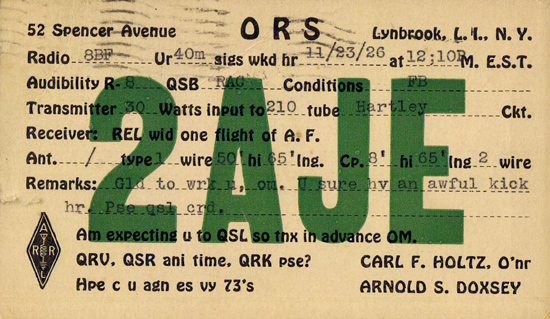 52 Spencer Avenue ORS Lynbrook, L. I., N. Y.
Radio 8BF Ur 40m sigs wkd hr 11/23/26 at 12:10P M. E.S.T.
Audibility R- 8 QSB RAC Conditions FB
Transmitter 30 Watts input to 210 tube Hartley Ckt.
Receiver: REL wid one flight of A. F.
Ant. / type 1 wire 50' hi 65' lng. Cp. 8' hi 65' lng 2 wire
Remarks: Gld to wrk u, om. U sure hv an awful kick
hr. Pse qsl crd.
2AJE
Am expecting u to QSL so tnx in advance OM.
QRV, QSR ani time, QRK pse? CARL F. HOLTZ, O'nr
Hpe c u agn es vy 73's ARNOLD S. DOXSEY
A
R R
L